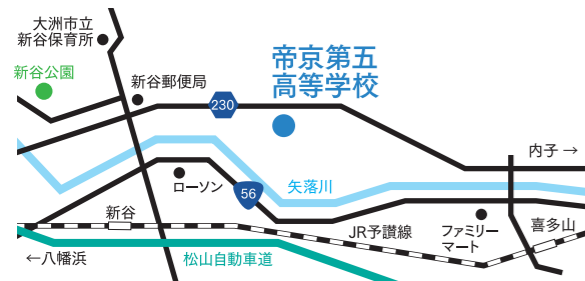 大洲市立
新谷保育所
新谷公園
新谷郵便局
230
帝京第五
高等学校
内子 →
ローソン
56
矢落川
新谷
JR予讃線
ファミリー
マート
喜多山
←八幡浜
松山自動車道